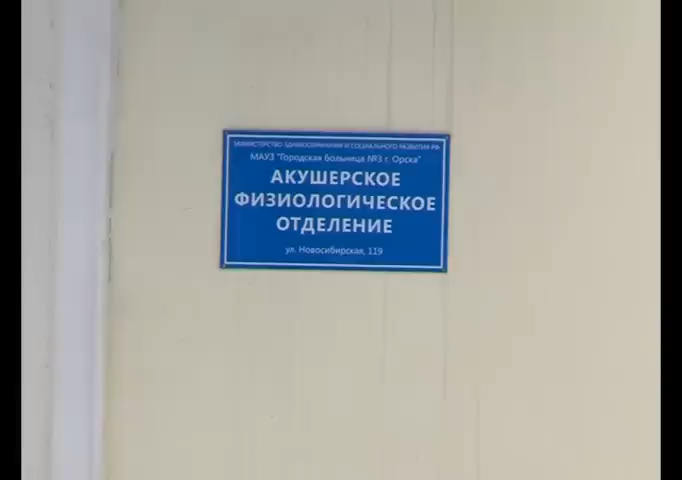 МИНИСТЕРСТВО ЗДРАВООХРАНЕНИЯ И СОЦИАЛЬНОГО РАЗВИТИЯ РФ
МАУЗ "Городская больница №3 г. Орска"
АКУШЕРСКОЕ
ФИЗИОЛОГИЧЕСКОЕ
ОТДЕЛЕНИЕ
ул. Новосибирская, 119